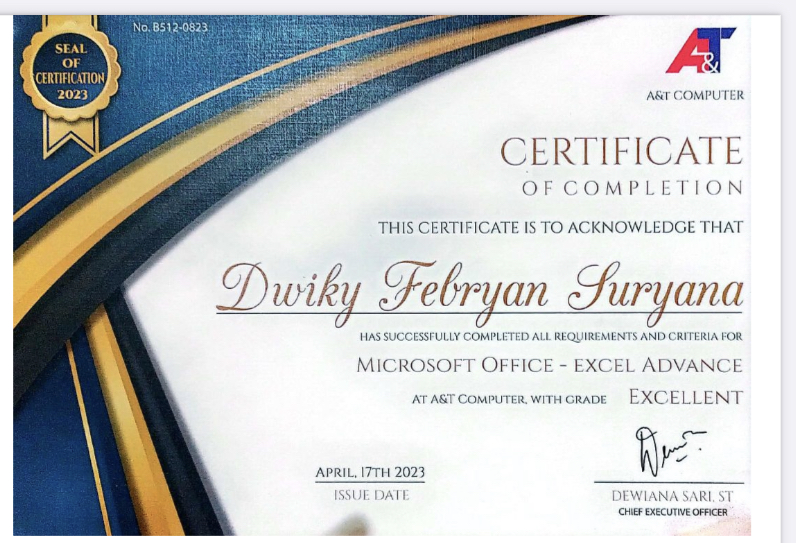 No. B512-0823
SEAL
OF
CERTIFICATION
2023
A&T
A&T COMPUTER
CERTIFICATE
OF COMPLETION
THIS CERTIFICATE IS TO ACKNOWLEDGE THAT
Dwiky Febryan Suryana
HAS SUCCESSFULLY COMPLETED ALL REQUIREMENTS AND CRITERIA FOR
MICROSOFT OFFICE - EXCEL ADVANCE
AT A&T COMPUTER, WITH GRADE EXCELLENT
APRIL, 17TH 2023
ISSUE DATE
DEWIANA SARI, ST
CHIEF EXECUTIVE OFFICER